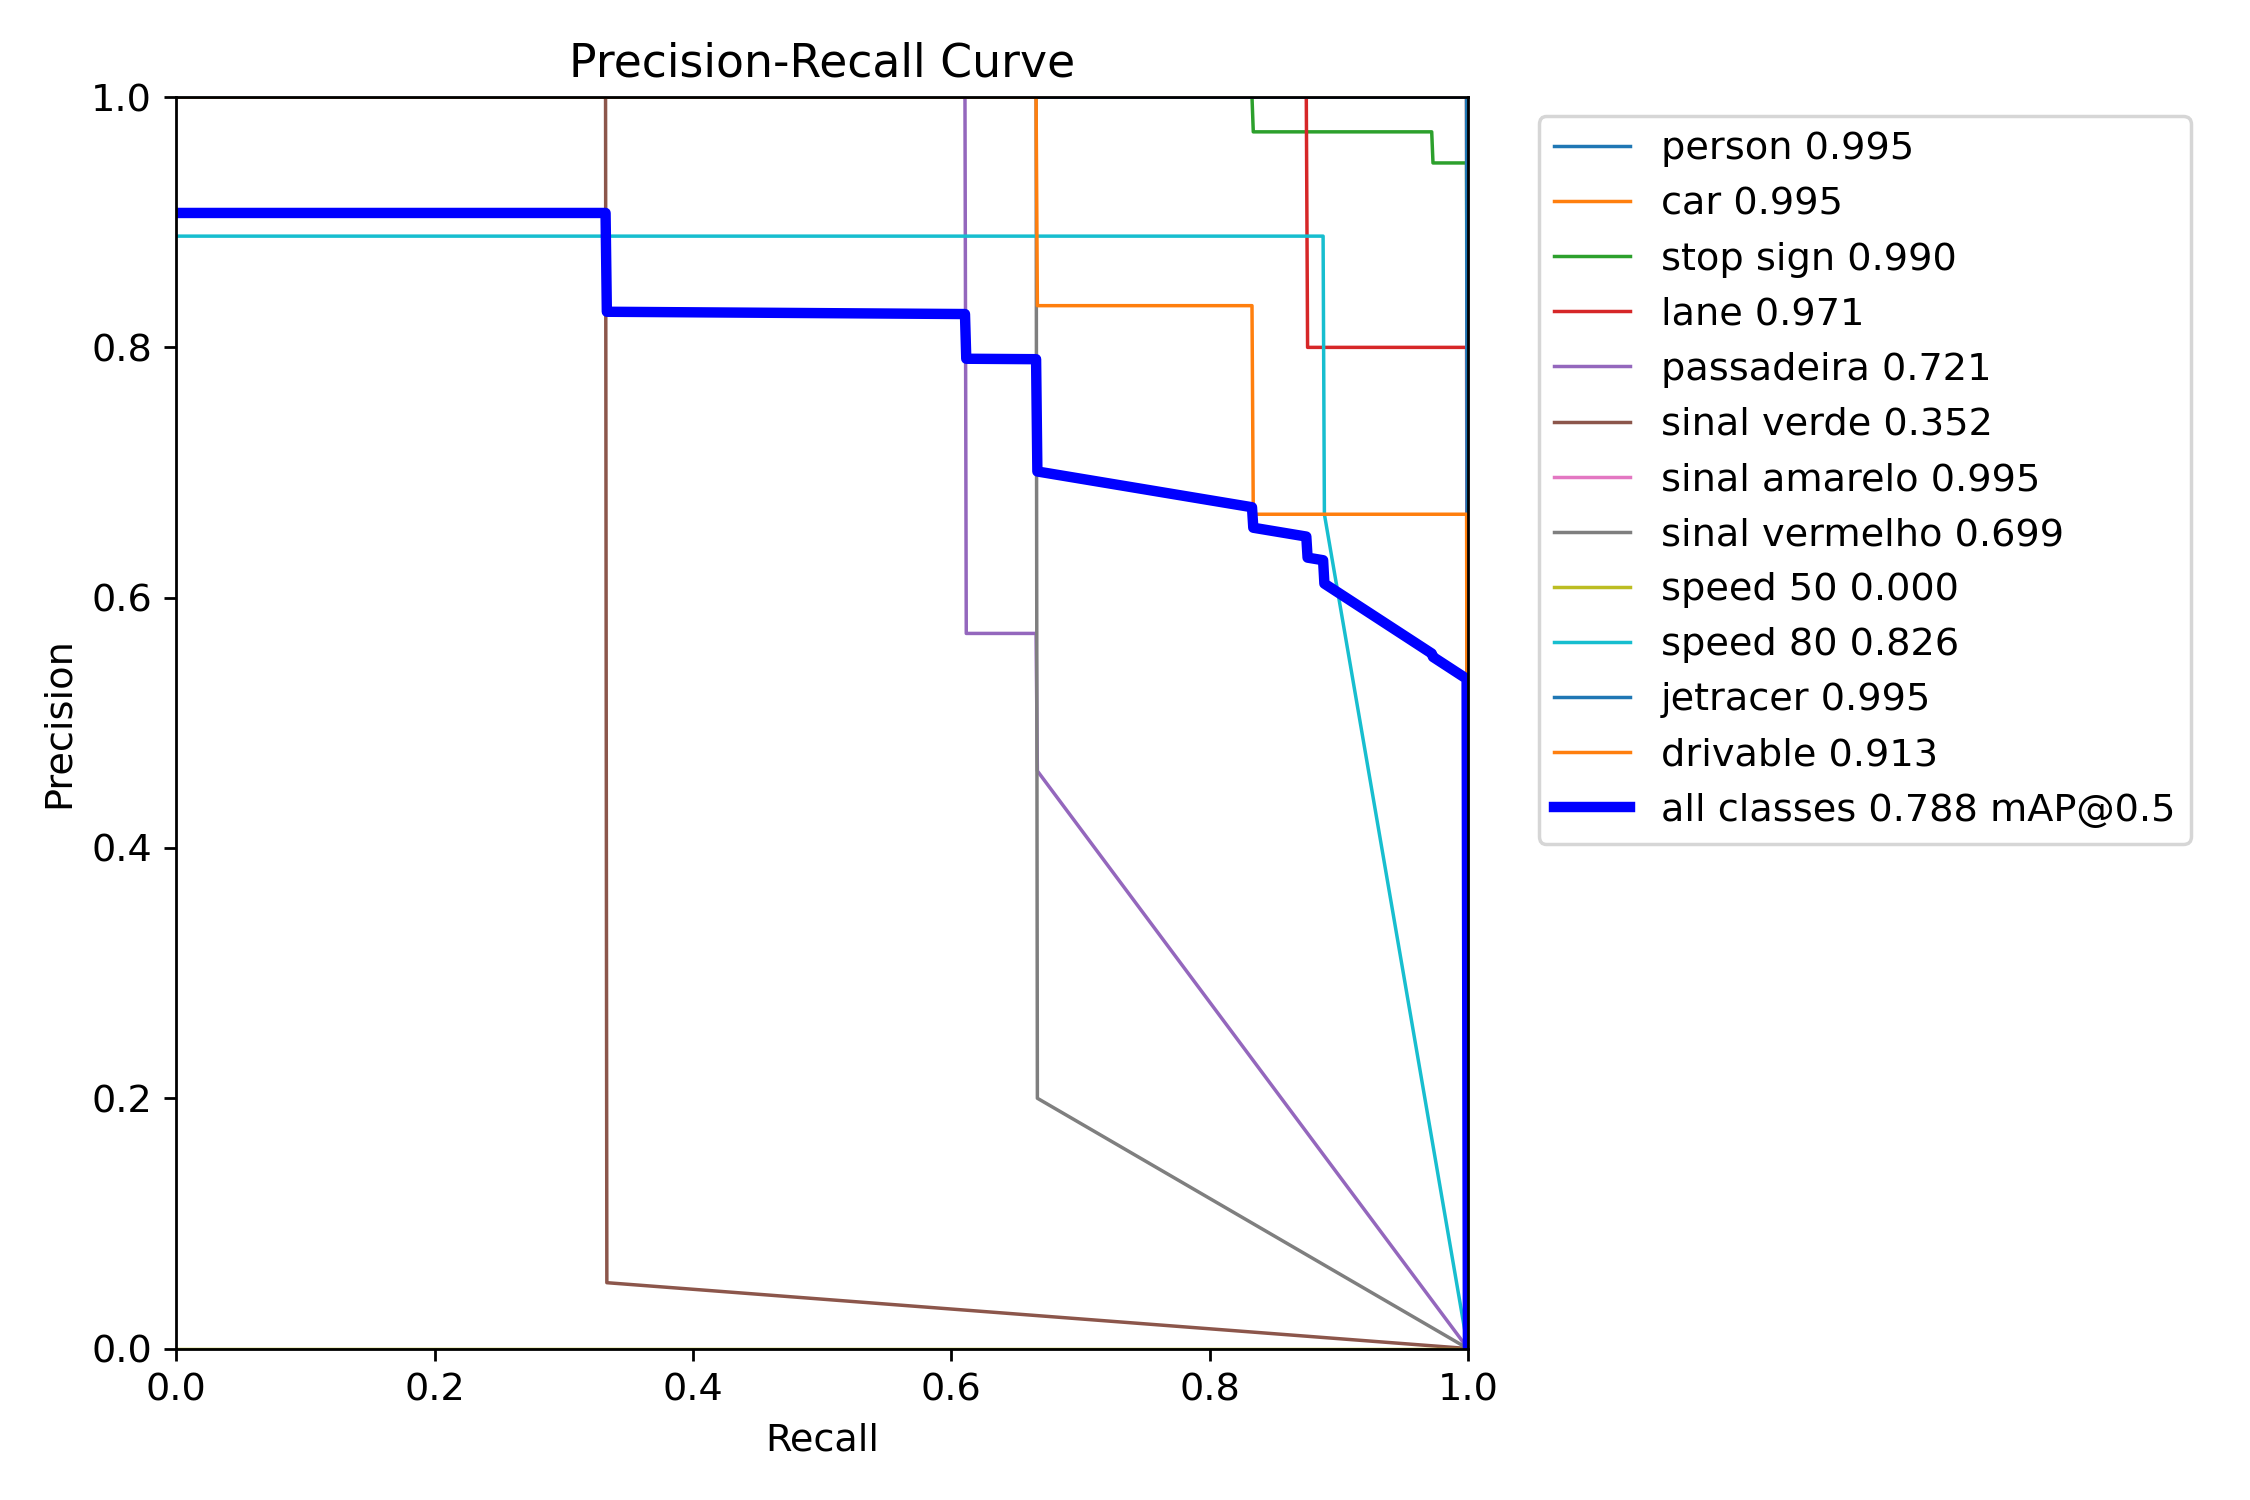 Precision-Recall Curve
1.0
0.8
0.6
0.4
0.2
0.0
Precision
0.0 0.2 0.4 0.6 0.8 1.0
Recall
person 0.995
car 0.995
stop sign 0.990
lane 0.971
passadeira 0.721
sinal verde 0.352
sinal amarelo 0.995
sinal vermelho 0.699
speed 50 0.000
speed 80 0.826
jetracer 0.995
drivable 0.913
all classes 0.788 mAP@0.5